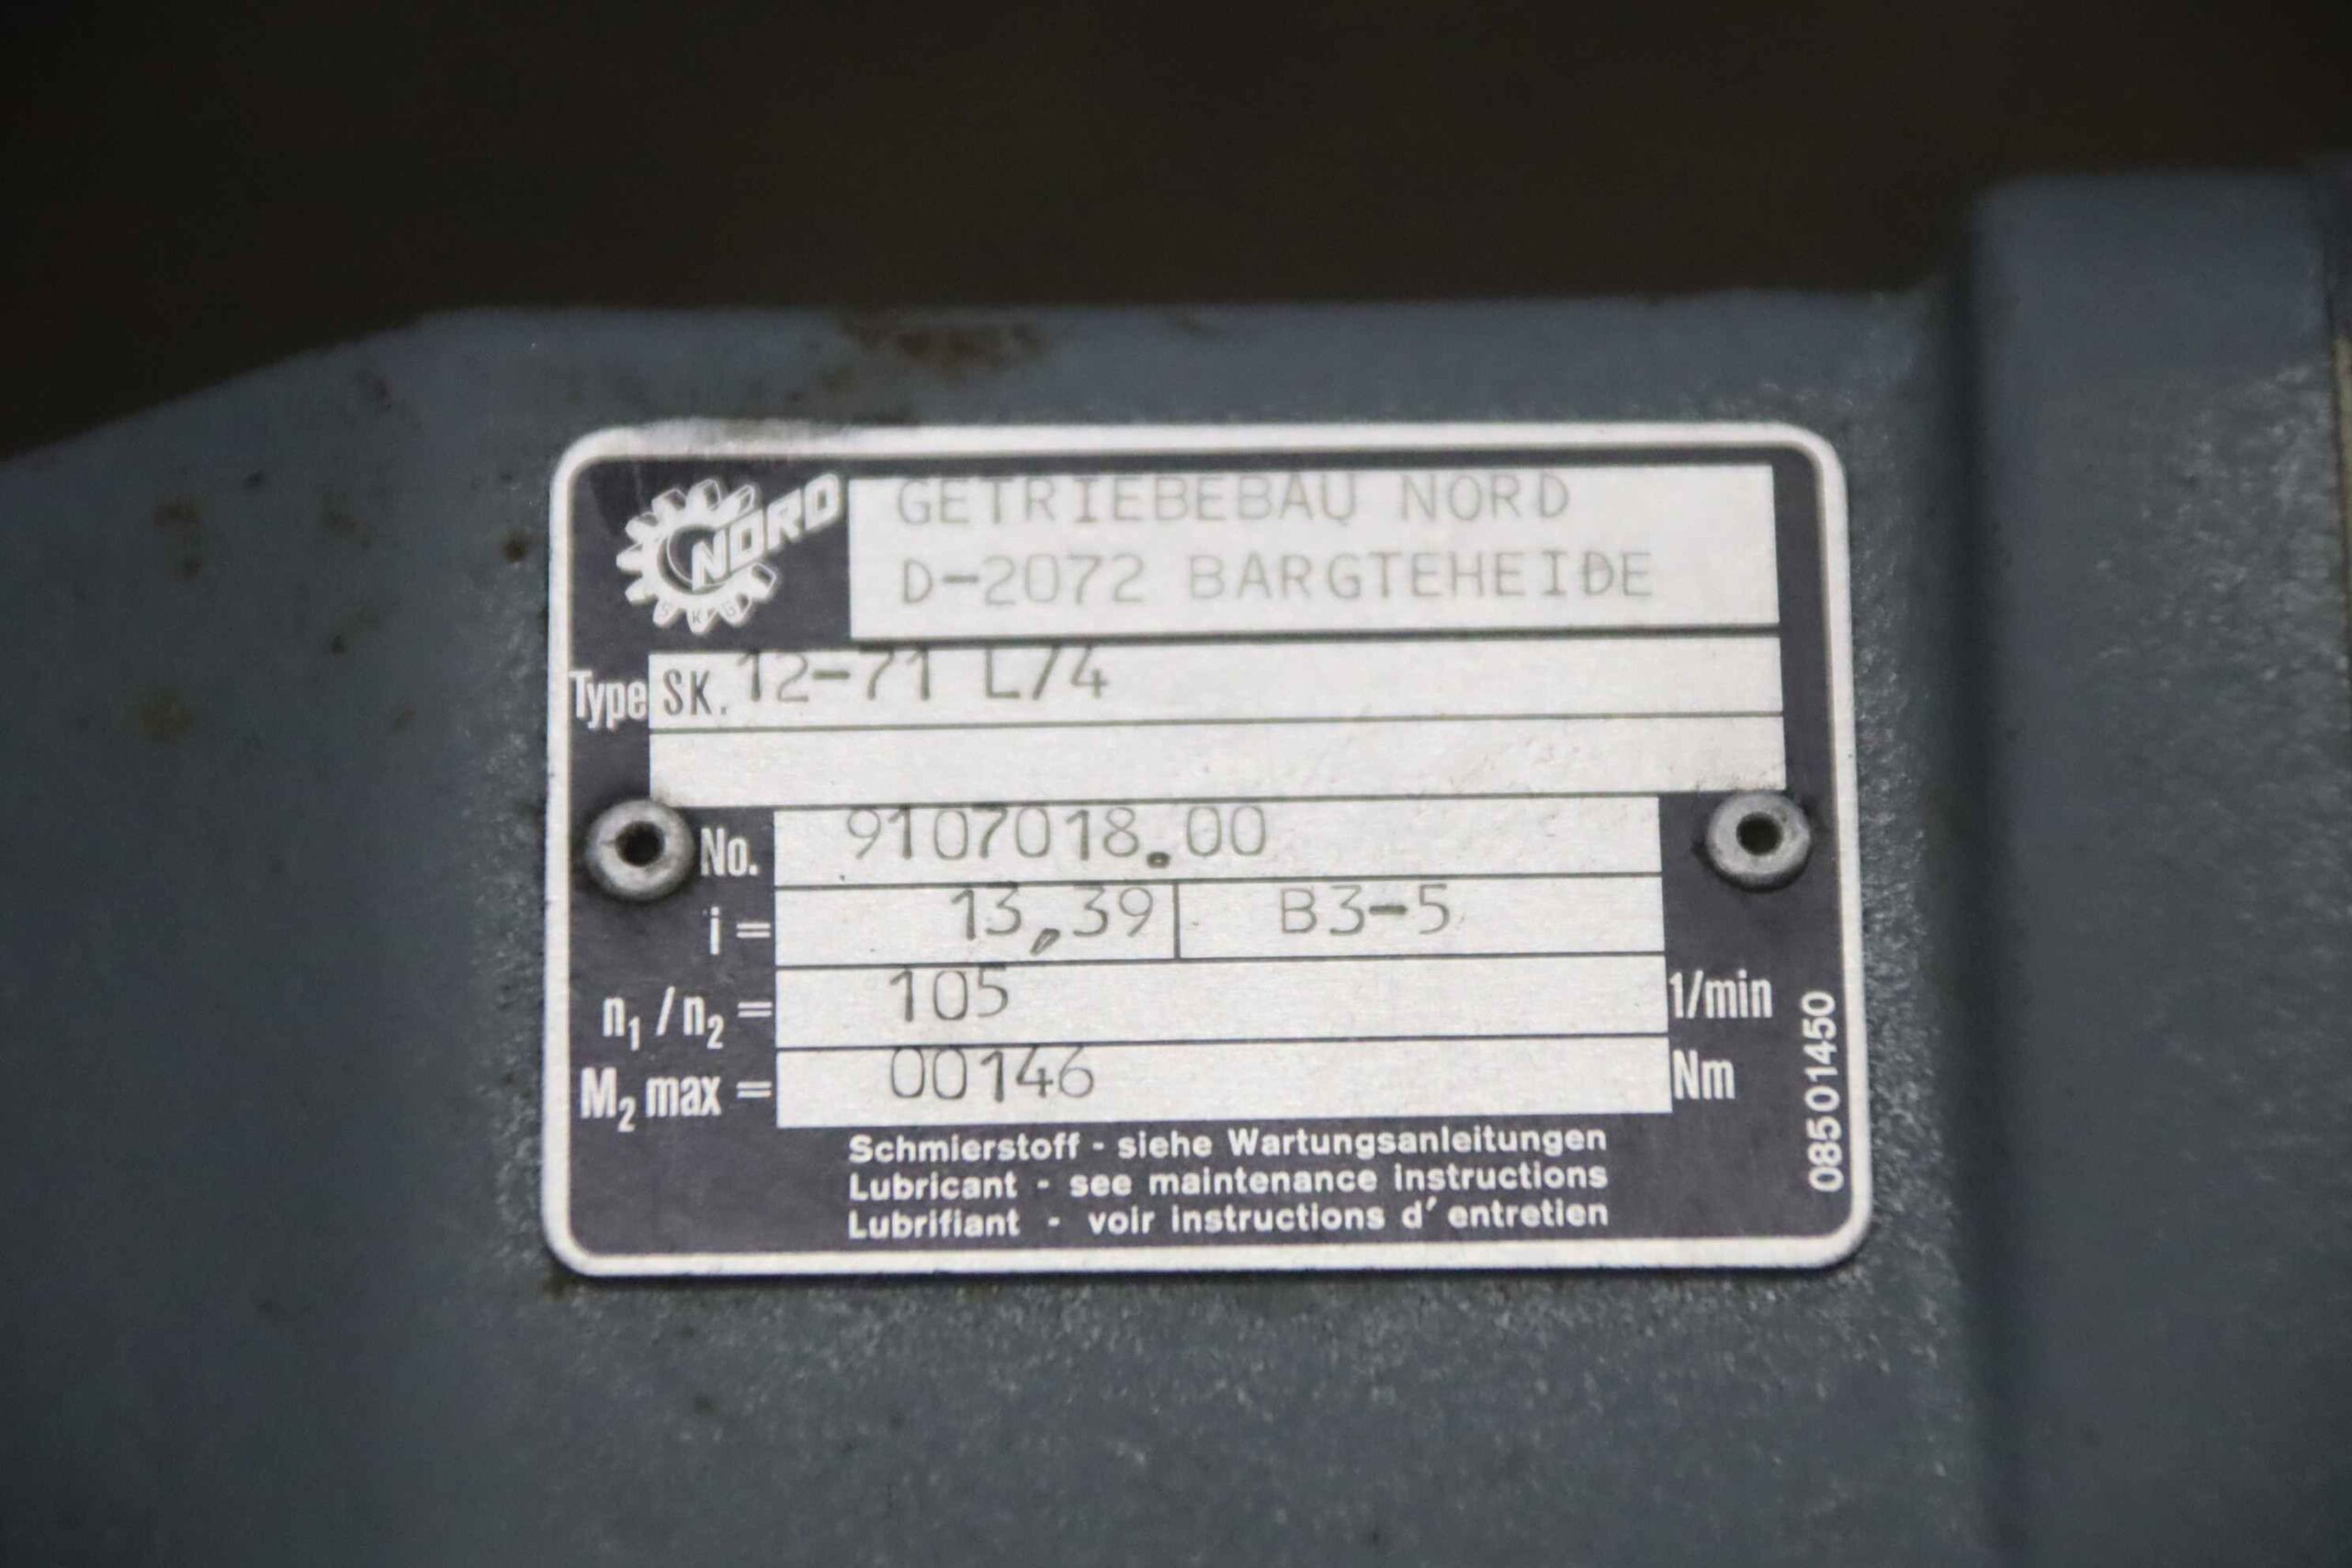 NORD
SKG
GETRIEBEBAU NORD
D-2072 BARGTEHEIDE
Type SK. 12-71 L/4
No. 9107018.00
i = 13,39 B3-5
n₁ / n₂ = 105 1/min
M₂ max = 00146 Nm
Schmierstoff - siehe Wartungsanleitungen
Lubricant - see maintenance instructions
Lubrifiant - voir instructions d' entretien
08501450